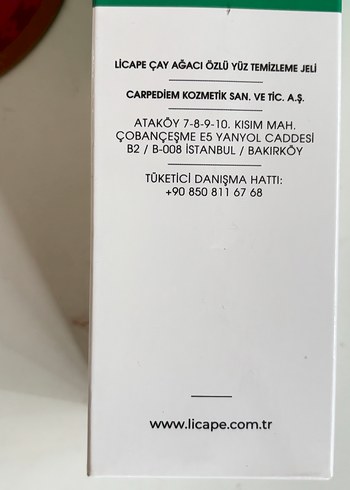 LİCAPE ÇAY AĞACI ÖZLÜ YÜZ TEMİZLEME JELİ
CARPEDİEM KOZMETİK SAN. VE TİC. A.Ş.
ATAKÖY 7-8-9-10. KISIM MAH.
ÇOBANÇEŞME E5 YANYOL CADDESİ
B2 / B-008 İSTANBUL / BAKIRKÖY
TÜKETİCİ DANIŞMA HATTI:
+90 850 811 67 68
www.licape.com.tr